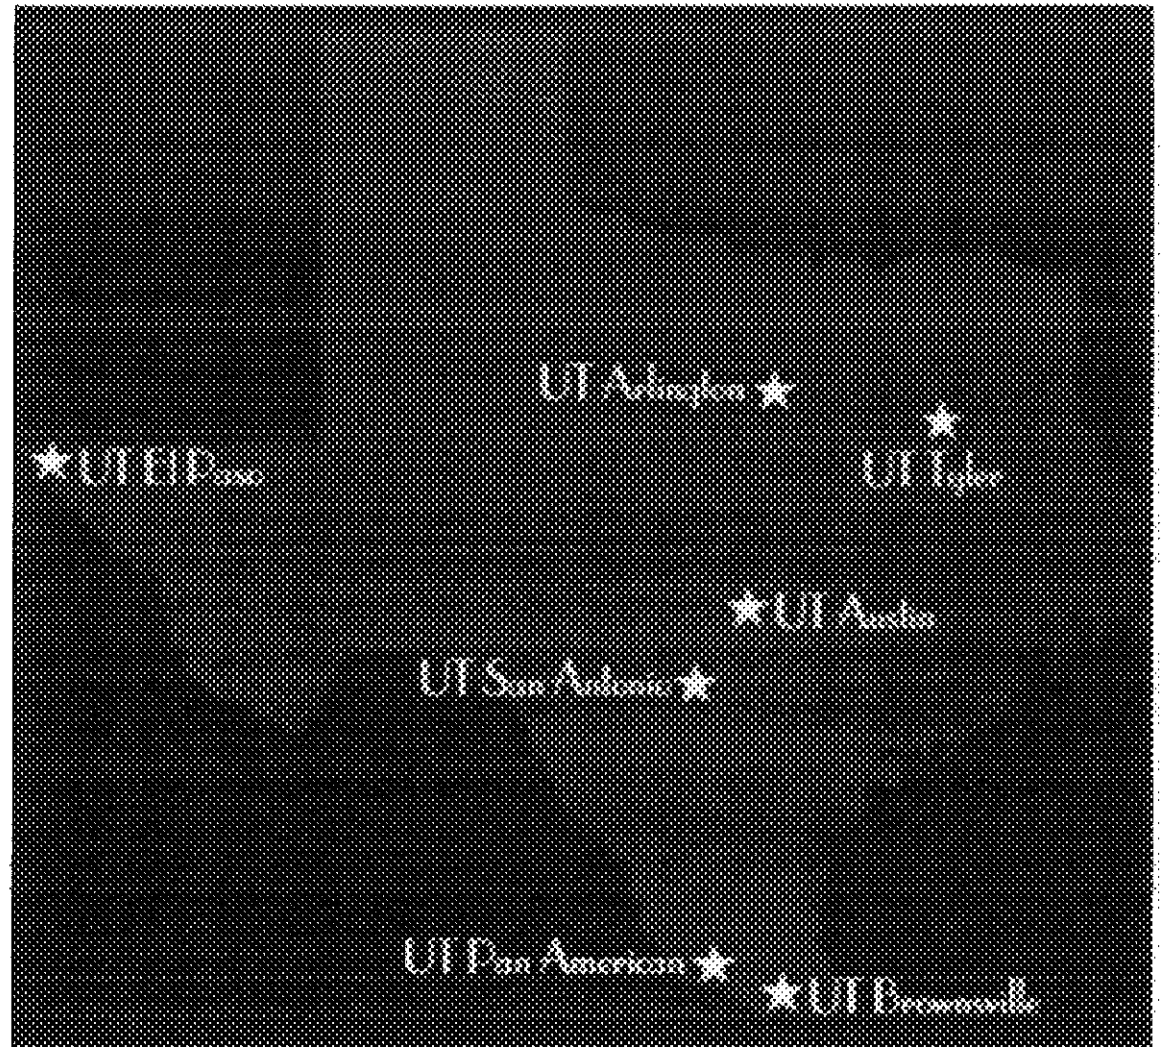 UT Arlington
UT Tyler
UT El Paso
UT Austin
UT San Antonio
UT Pan American
UT Brownsville